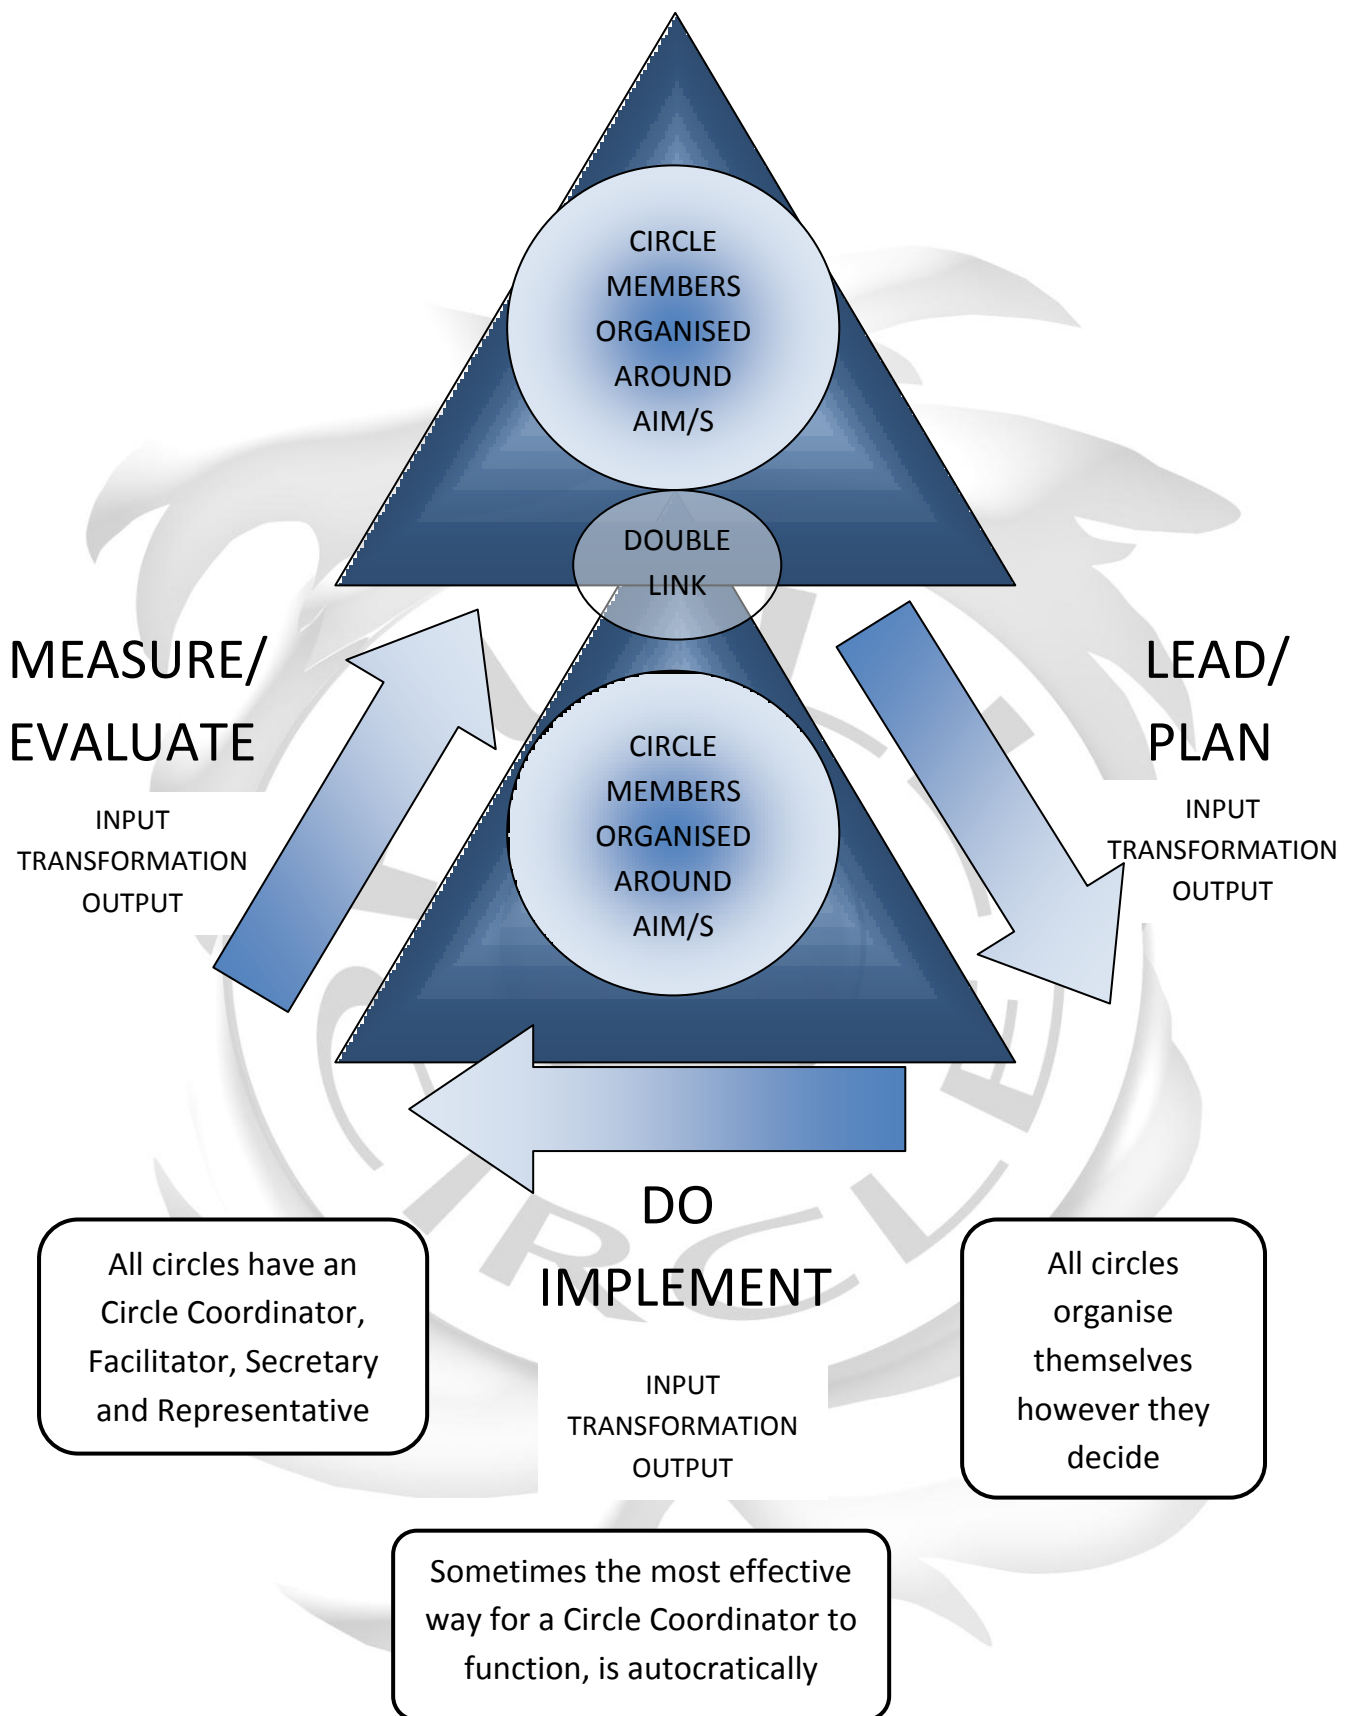 CIRCLE
MEMBERS
ORGANISED
AROUND
AIM/S
DOUBLE
LINK
MEASURE/
EVALUATE
INPUT
TRANSFORMATION
OUTPUT
LEAD/
PLAN
INPUT
TRANSFORMATION
OUTPUT
CIRCLE
MEMBERS
ORGANISED
AROUND
AIM/S
DO
IMPLEMENT
INPUT
TRANSFORMATION
OUTPUT
All circles have an
Circle Coordinator,
Facilitator, Secretary
and Representative
All circles
organise
themselves
however they
decide
Sometimes the most effective
way for a Circle Coordinator to
function, is autocratically